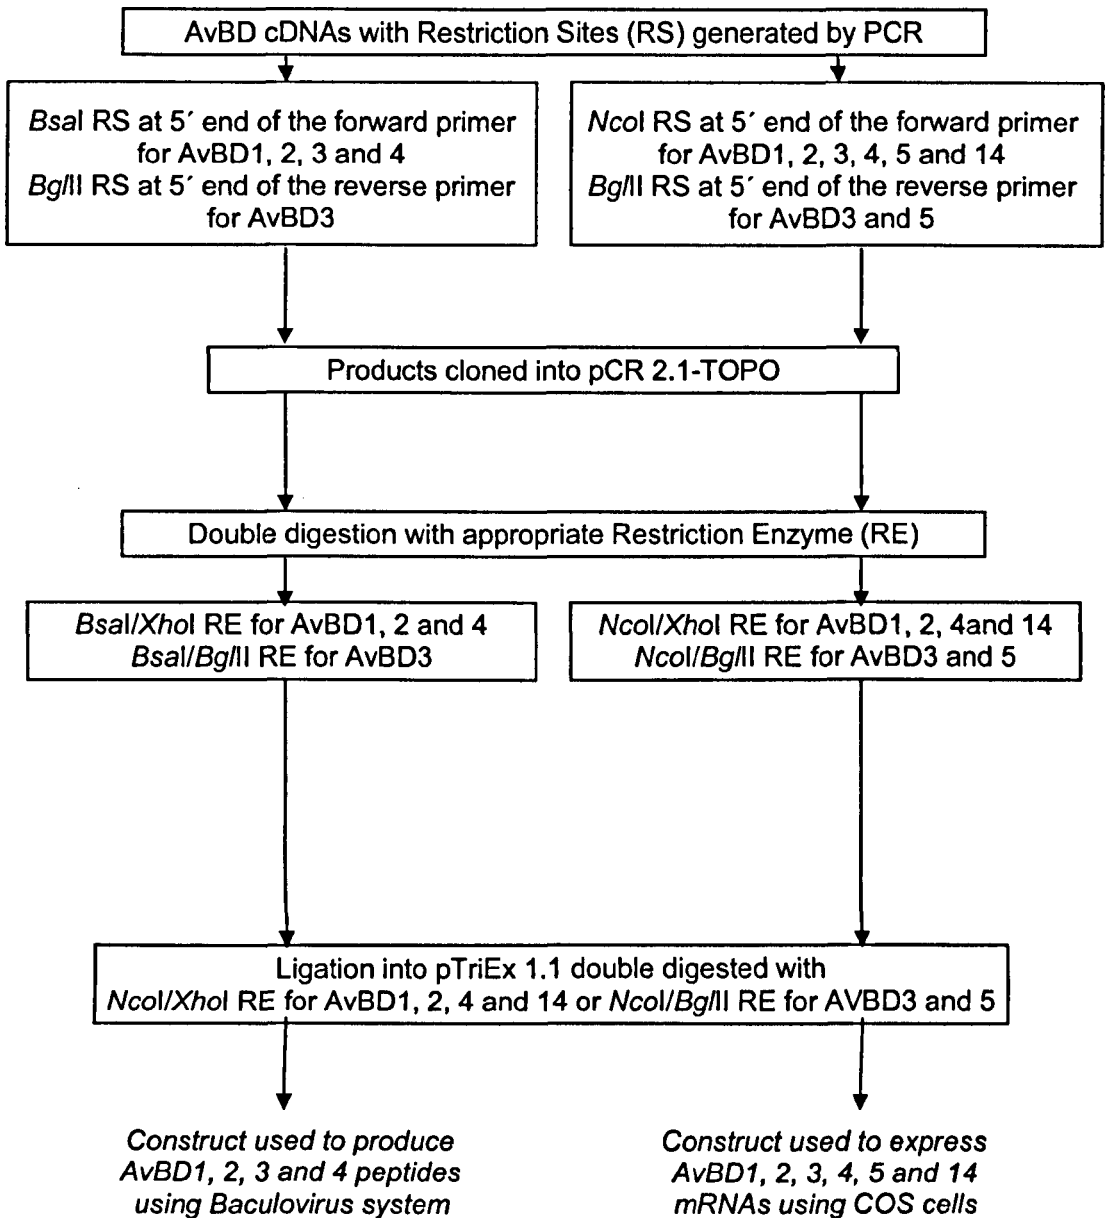 AvBD cDNAs with Restriction Sites (RS) generated by PCR
BsaI RS at 5´ end of the forward primer
for AvBD1, 2, 3 and 4
BglII RS at 5´ end of the reverse primer
for AvBD3
NcoI RS at 5´ end of the forward primer
for AvBD1, 2, 3, 4, 5 and 14
BglII RS at 5´ end of the reverse primer
for AvBD3 and 5
Products cloned into pCR 2.1-TOPO
Double digestion with appropriate Restriction Enzyme (RE)
BsaI/XhoI RE for AvBD1, 2 and 4
BsaI/BglII RE for AvBD3
NcoI/XhoI RE for AvBD1, 2, 4and 14
NcoI/BglII RE for AvBD3 and 5
Ligation into pTriEx 1.1 double digested with
NcoI/XhoI RE for AvBD1, 2, 4 and 14 or NcoI/BglII RE for AVBD3 and 5
Construct used to produce
AvBD1, 2, 3 and 4 peptides
using Baculovirus system
Construct used to express
AvBD1, 2, 3, 4, 5 and 14
mRNAs using COS cells